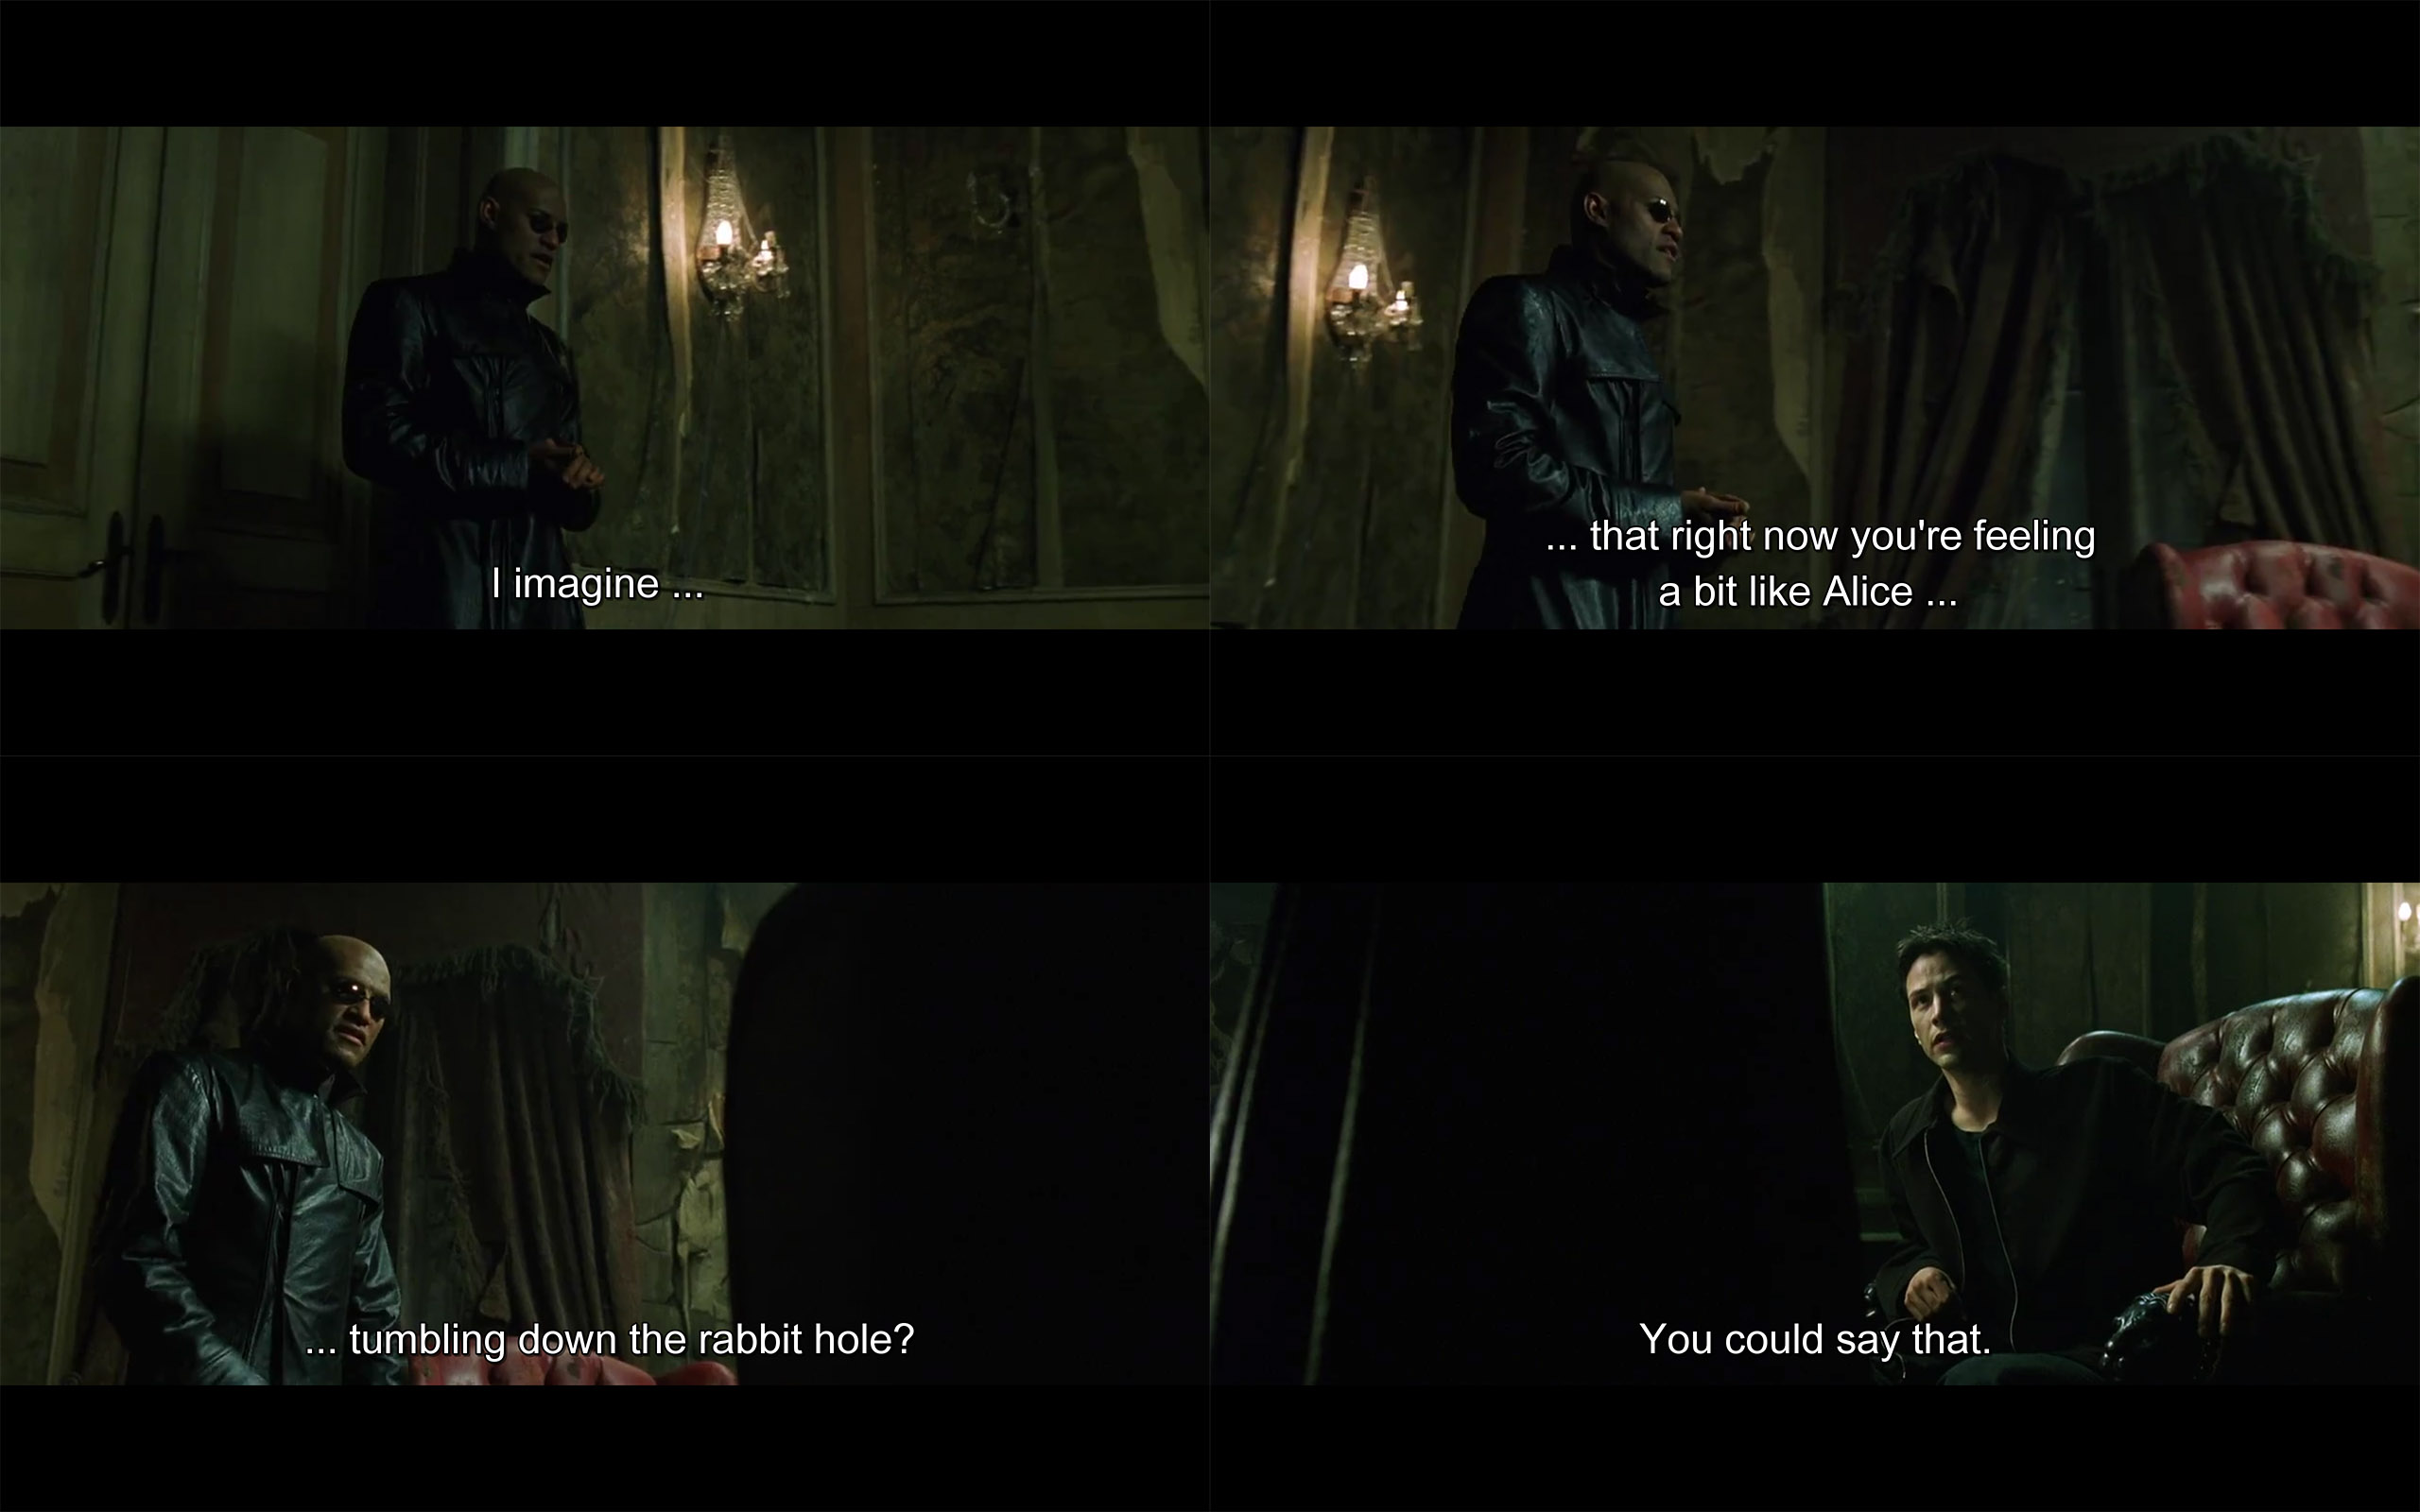 I imagine ...
... that right now you're feeling
a bit like Alice ...
... tumbling down the rabbit hole?
You could say that.